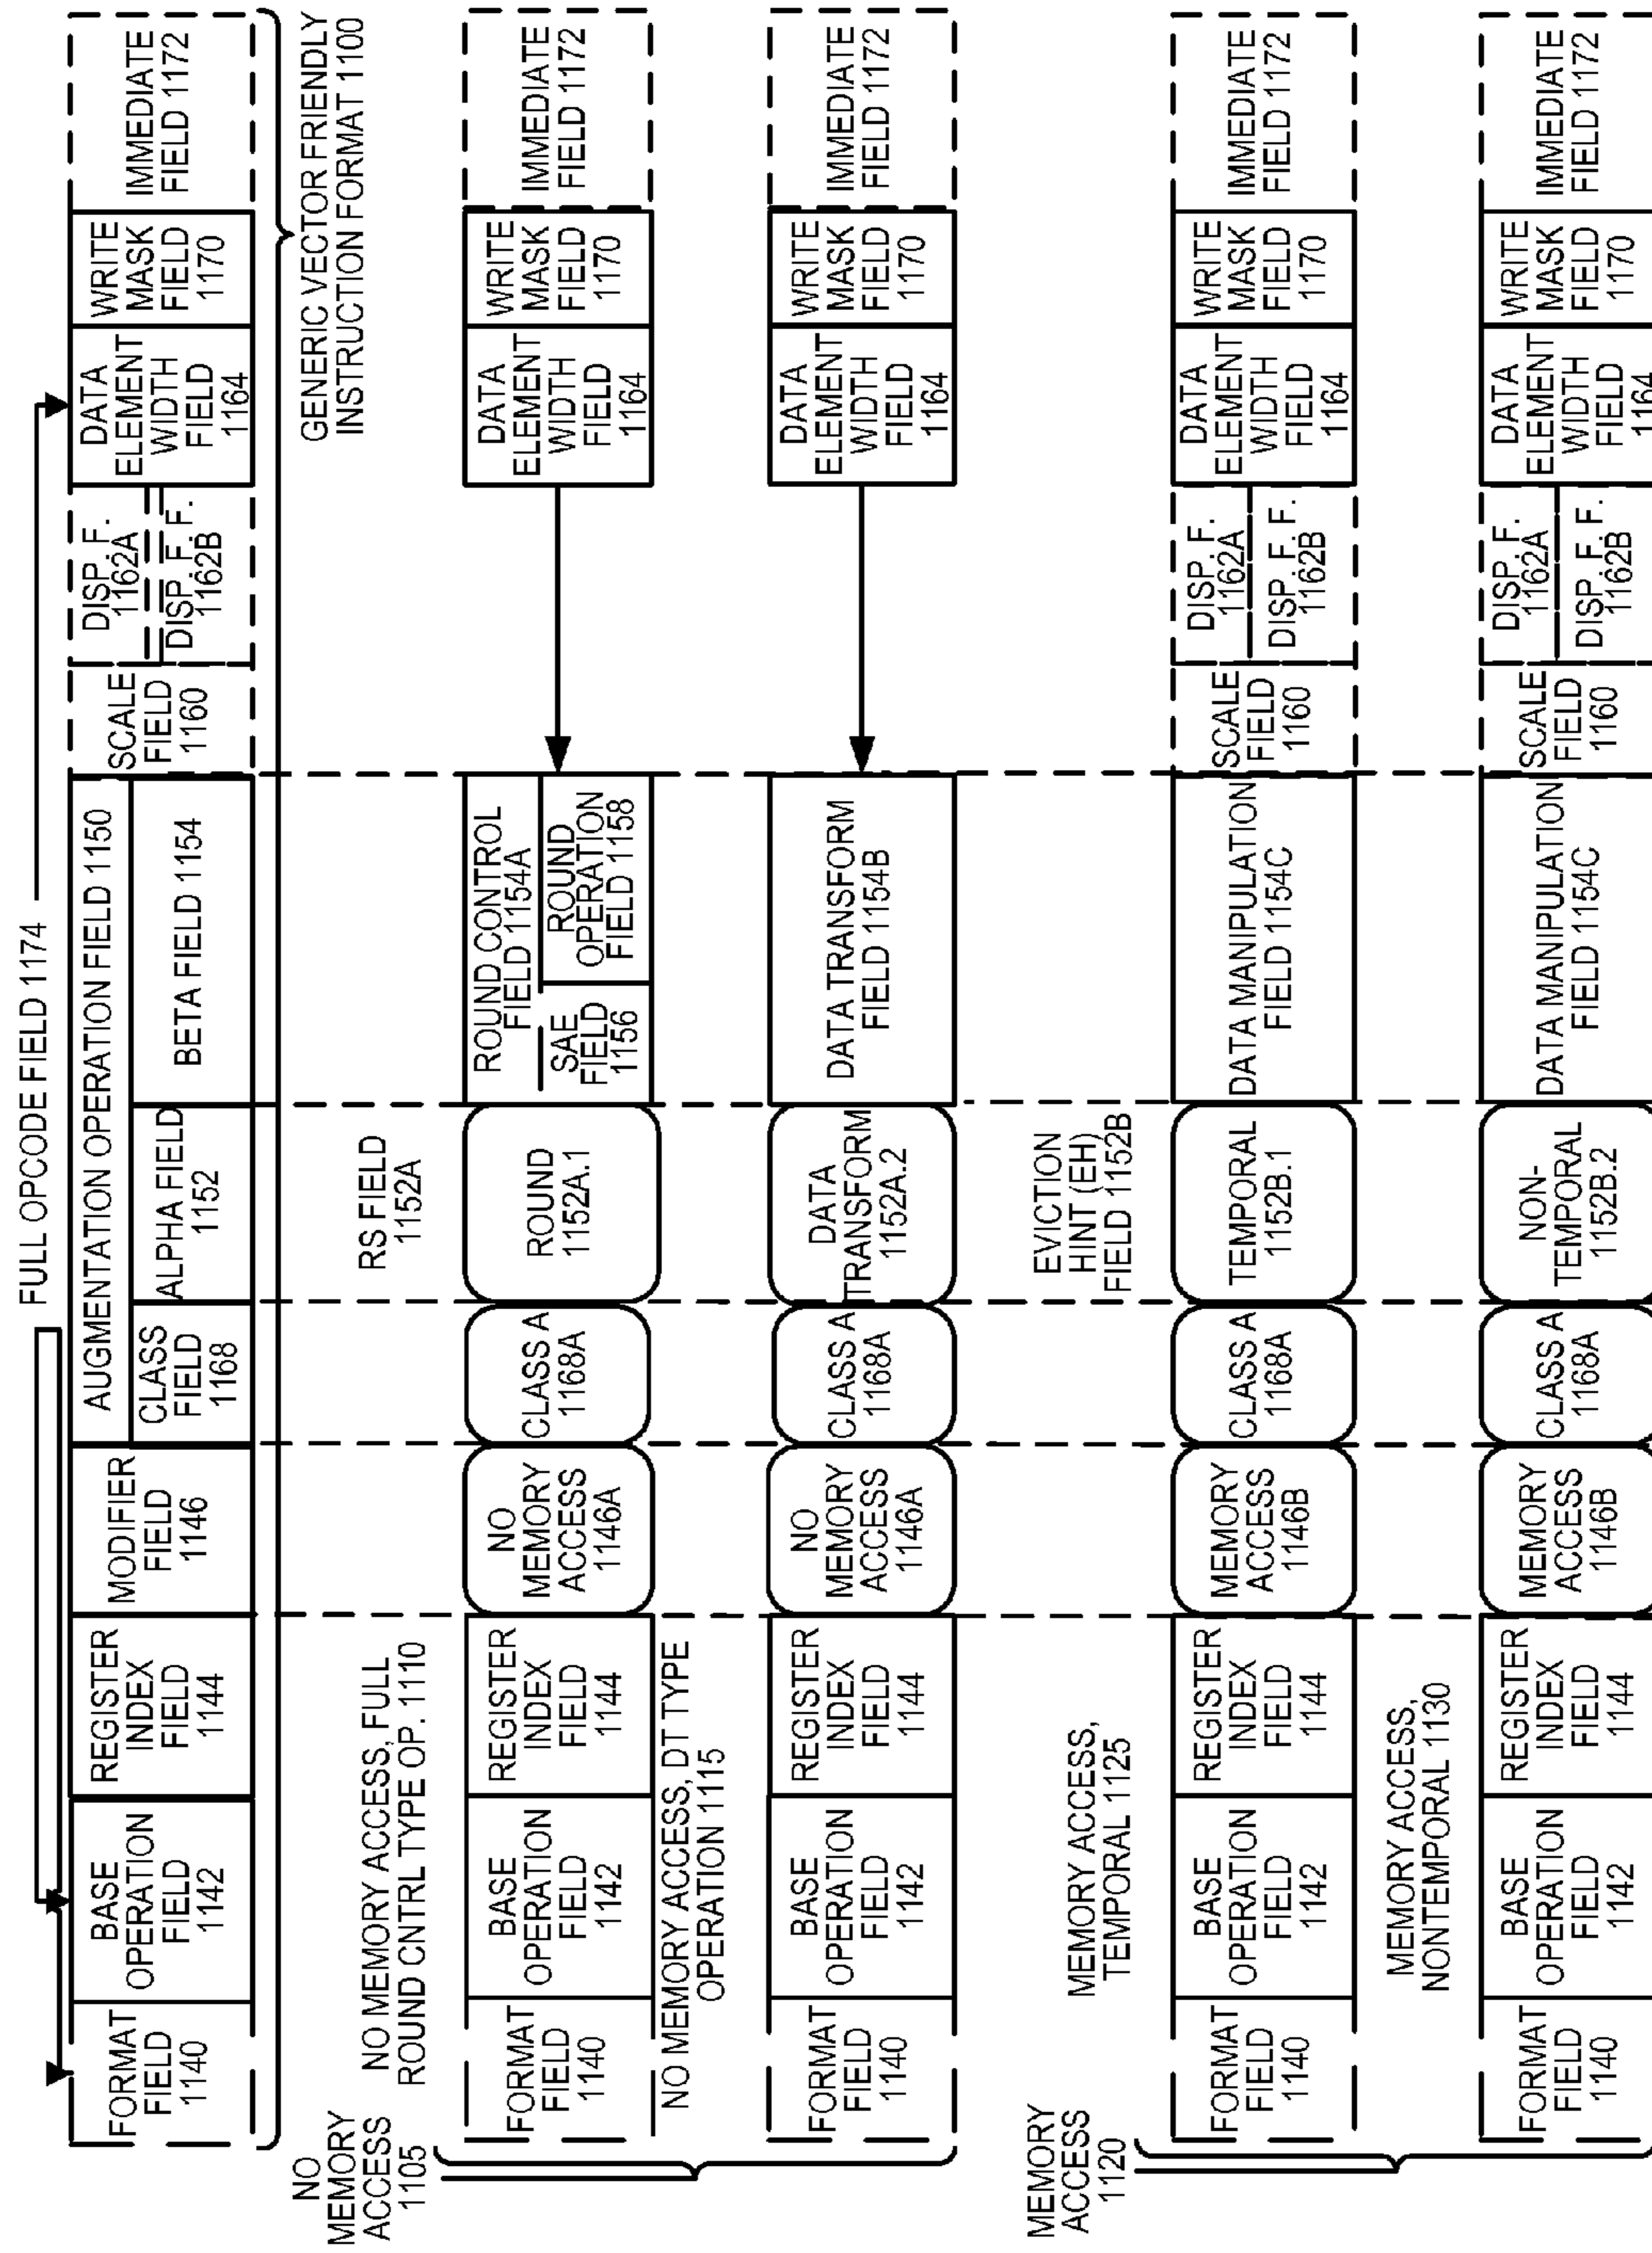 FULL OPCODE FIELD 1174
FORMAT
FIELD
1140
BASE
OPERATION
FIELD
1142
REGISTER
INDEX
FIELD
1144
MODIFIER
FIELD
1146
AUGMENTATION OPERATION FIELD 1150
CLASS
FIELD
1168
ALPHA FIELD
1152
BETA FIELD 1154
SCALE
FIELD
1160
DISP. F.
1162A
DISP. F. F.
1162B
DATA
ELEMENT
WIDTH
FIELD
1164
WRITE
MASK
FIELD
1170
IMMEDIATE
FIELD 1172
GENERIC VECTOR FRIENDLY
INSTRUCTION FORMAT 1100
NO
MEMORY
ACCESS
1105
NO MEMORY ACCESS, FULL
ROUND CNTRL TYPE OP. 1110
RS FIELD
1152A
FORMAT
FIELD
1140
BASE
OPERATION
FIELD
1142
REGISTER
INDEX
FIELD
1144
NO
MEMORY
ACCESS
1146A
CLASS A
1168A
ROUND
1152A.1
ROUND CONTROL
FIELD 1154A
SAE
FIELD
1156
ROUND
OPERATION
FIELD 1158
DATA
ELEMENT
WIDTH
FIELD
1164
WRITE
MASK
FIELD
1170
IMMEDIATE
FIELD 1172
NO MEMORY ACCESS, DT TYPE
OPERATION 1115
FORMAT
FIELD
1140
BASE
OPERATION
FIELD
1142
REGISTER
INDEX
FIELD
1144
NO
MEMORY
ACCESS
1146A
CLASS A
1168A
DATA
TRANSFORM
1152A.2
DATA TRANSFORM
FIELD 1154B
DATA
ELEMENT
WIDTH
FIELD
1164
WRITE
MASK
FIELD
1170
IMMEDIATE
FIELD 1172
MEMORY
ACCESS
1120
MEMORY ACCESS,
TEMPORAL 1125
EVICTION
HINT (EH)
FIELD 1152B
FORMAT
FIELD
1140
BASE
OPERATION
FIELD
1142
REGISTER
INDEX
FIELD
1144
MEMORY
ACCESS
1146B
CLASS A
1168A
TEMPORAL
1152B.1
DATA MANIPULATION
FIELD 1154C
SCALE
FIELD
1160
DISP. F.
1162A
DISP. F. F.
1162B
DATA
ELEMENT
WIDTH
FIELD
1164
WRITE
MASK
FIELD
1170
IMMEDIATE
FIELD 1172
MEMORY ACCESS,
NONTEMPORAL 1130
FORMAT
FIELD
1140
BASE
OPERATION
FIELD
1142
REGISTER
INDEX
FIELD
1144
MEMORY
ACCESS
1146B
CLASS A
1168A
NON-
TEMPORAL
1152B.2
DATA MANIPULATION
FIELD 1154C
SCALE
FIELD
1160
DISP. F.
1162A
DISP. F. F.
1162B
DATA
ELEMENT
WIDTH
FIELD
1164
WRITE
MASK
FIELD
1170
IMMEDIATE
FIELD 1172